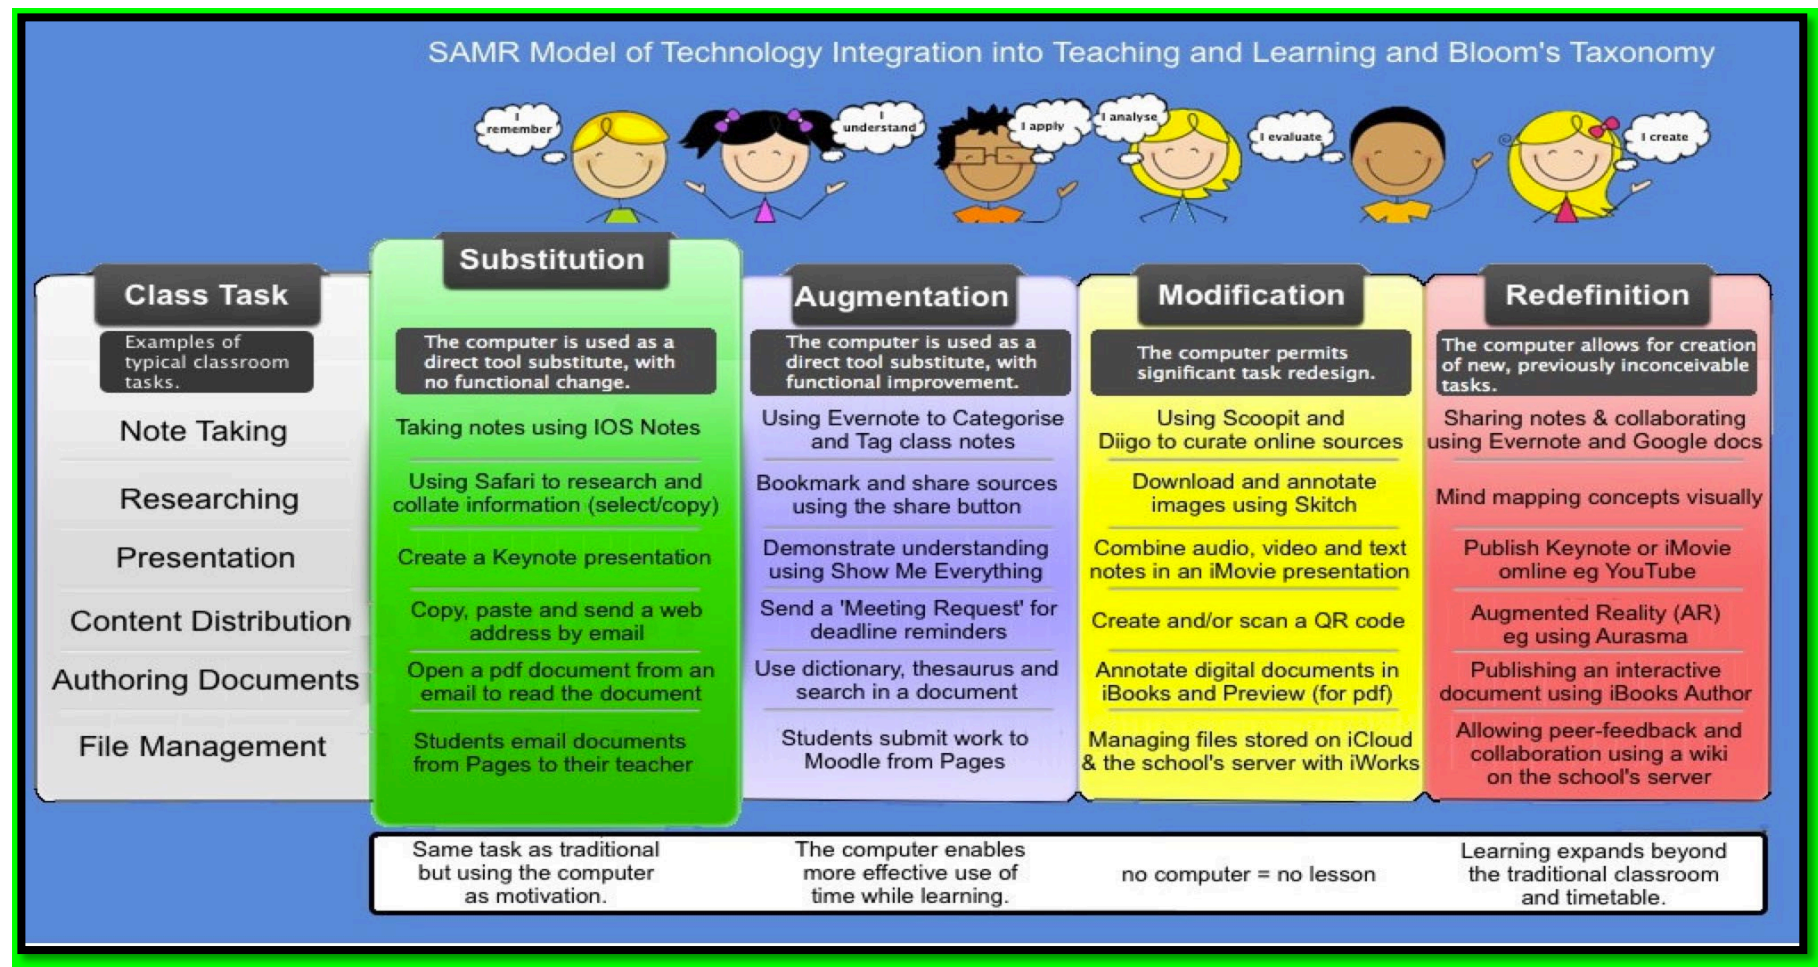 SAMR Model of Technology Integration into Teaching and Learning and Bloom's Taxonomy
I
remember
I
understand
I apply
I analyse
I evaluate
I create
Class Task
Examples of
typical classroom
tasks.
Note Taking
Researching
Presentation
Content Distribution
Authoring Documents
File Management
Substitution
The computer is used as a
direct tool substitute, with
no functional change.
Taking notes using IOS Notes
Using Safari to research and
collate information (select/copy)
Create a Keynote presentation
Copy, paste and send a web
address by email
Open a pdf document from an
email to read the document
Students email documents
from Pages to their teacher
Same task as traditional
but using the computer
as motivation.
Augmentation
The computer is used as a
direct tool substitute, with
functional improvement.
Using Evernote to Categorise
and Tag class notes
Bookmark and share sources
using the share button
Demonstrate understanding
using Show Me Everything
Send a 'Meeting Request' for
deadline reminders
Use dictionary, thesaurus and
search in a document
Students submit work to
Moodle from Pages
The computer enables
more effective use of
time while learning.
Modification
The computer permits
significant task redesign.
Using Scoopit and
Diigo to curate online sources
Download and annotate
images using Skitch
Combine audio, video and text
notes in an iMovie presentation
Create and/or scan a QR code
Annotate digital documents in
iBooks and Preview (for pdf)
Managing files stored on iCloud
& the school's server with iWorks
no computer = no lesson
Redefinition
The computer allows for creation
of new, previously inconceivable
tasks.
Sharing notes & collaborating
using Evernote and Google docs
Mind mapping concepts visually
Publish Keynote or iMovie
omline eg YouTube
Augmented Reality (AR)
eg using Aurasma
Publishing an interactive
document using iBooks Author
Allowing peer-feedback and
collaboration using a wiki
on the school's server
Learning expands beyond
the traditional classroom
and timetable.